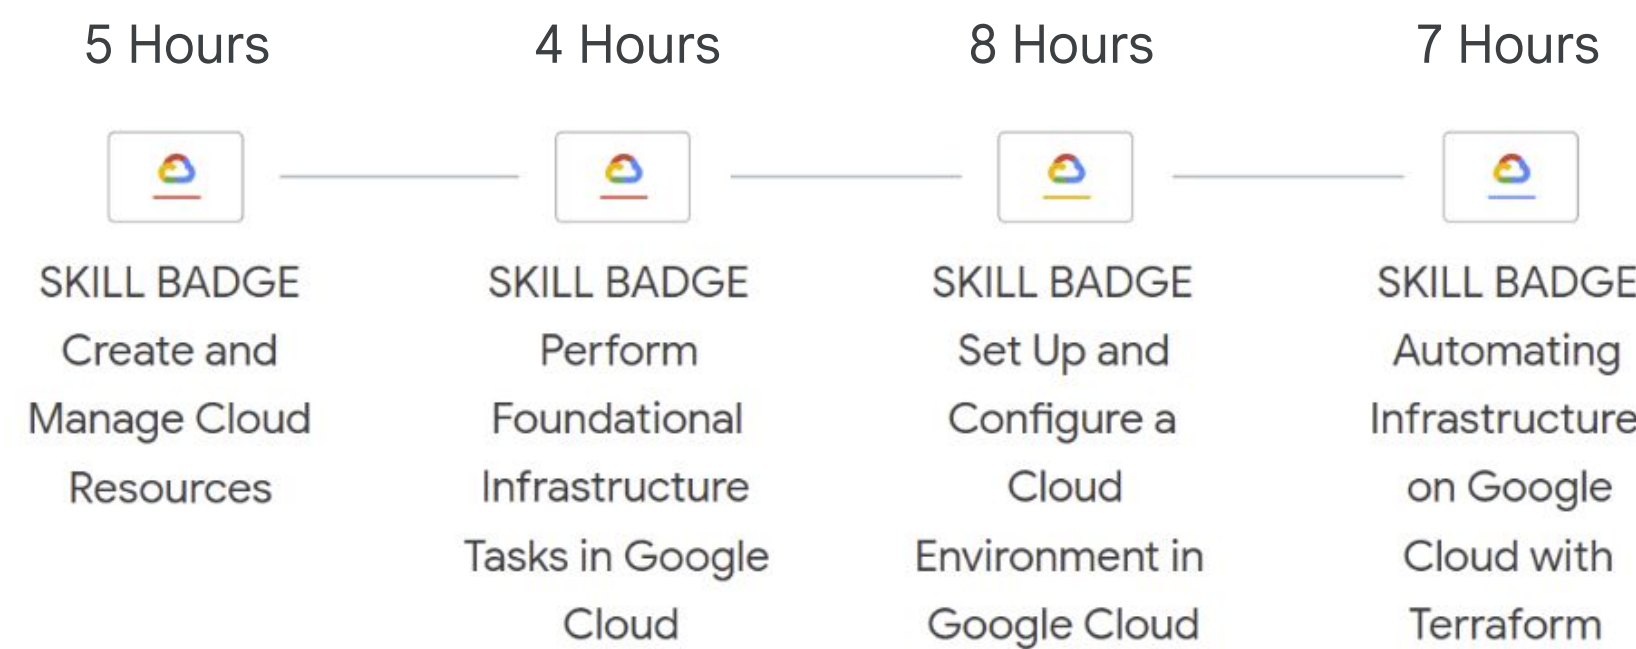 5 Hours
4 Hours
8 Hours
7 Hours
SKILL BADGE
Create and
Manage Cloud
Resources
SKILL BADGE
Perform
Foundational
Infrastructure
Tasks in Google
Cloud
SKILL BADGE
Set Up and
Configure a
Cloud
Environment in
Google Cloud
SKILL BADGE
Automating
Infrastructure
on Google
Cloud with
Terraform